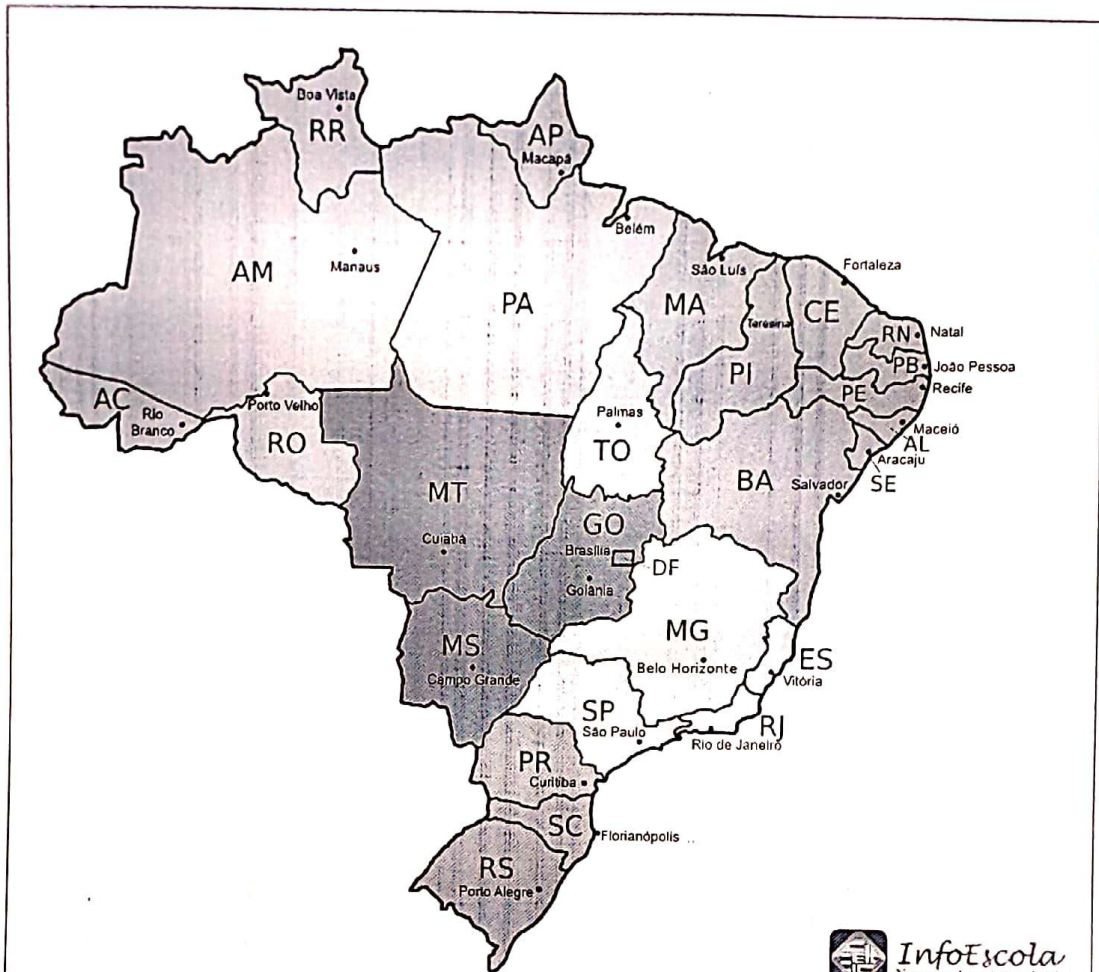 Boa Vista
RR
AP
Macapá
Belém
AM
Manaus
PA
São Luís
MA
Teresina
Fortaleza
CE
RN
Natal
PB
João Pessoa
PI
PE
Recife
AC
Rio
Branco
Porto Velho
RO
Palmas
TO
Maceió
AL
Aracaju
SE
BA
Salvador
MT
Cuiabá
GO
Brasília
DF
Goiânia
MS
Campo Grande
MG
Belo Horizonte
ES
Vitória
SP
São Paulo
RJ
Rio de Janeiro
PR
Curitiba
SC
Florianópolis
RS
Porto Alegre
InfoEscola